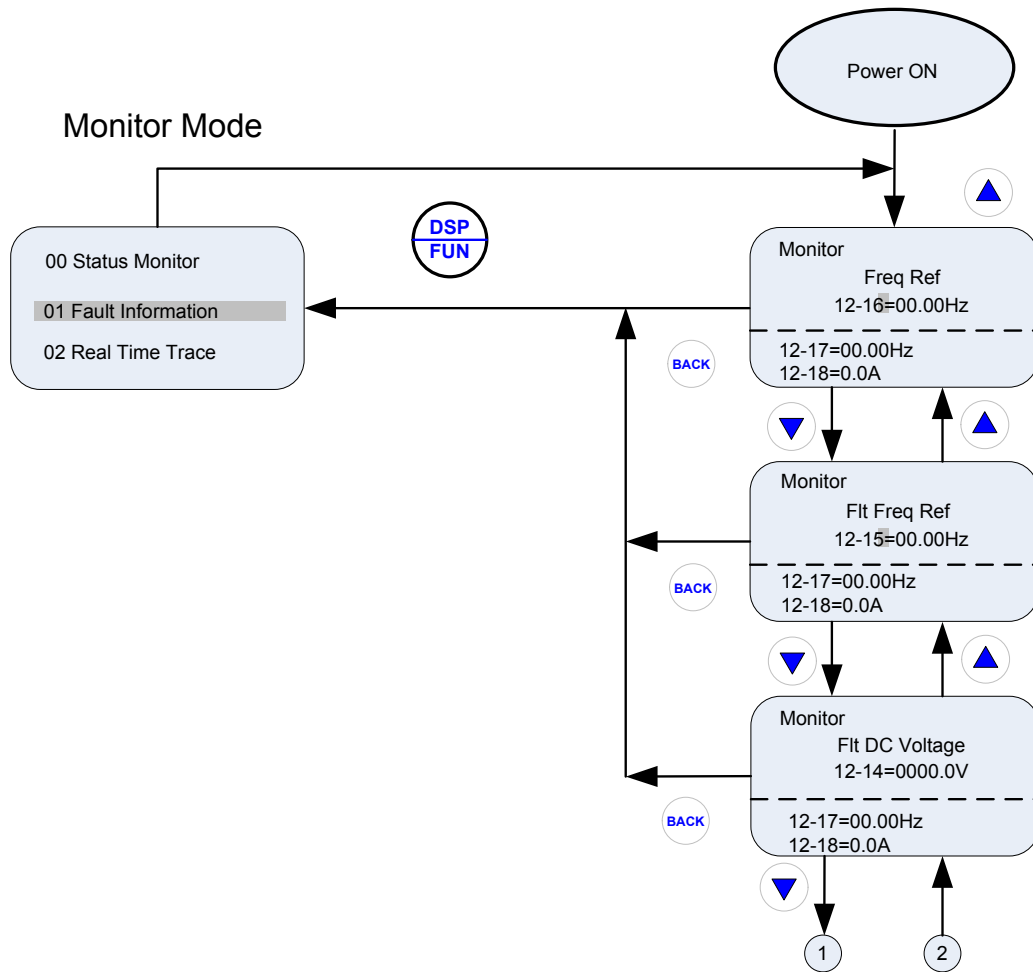 Power ON
Monitor Mode
DSP
FUN
00 Status Monitor
01 Fault Information
02 Real Time Trace
Monitor
Freq Ref
12-16=00.00Hz
12-17=00.00Hz
12-18=0.0A
BACK
Monitor
Flt Freq Ref
12-15=00.00Hz
12-17=00.00Hz
12-18=0.0A
BACK
Monitor
Flt DC Voltage
12-14=0000.0V
12-17=00.00Hz
12-18=0.0A
BACK
1
2